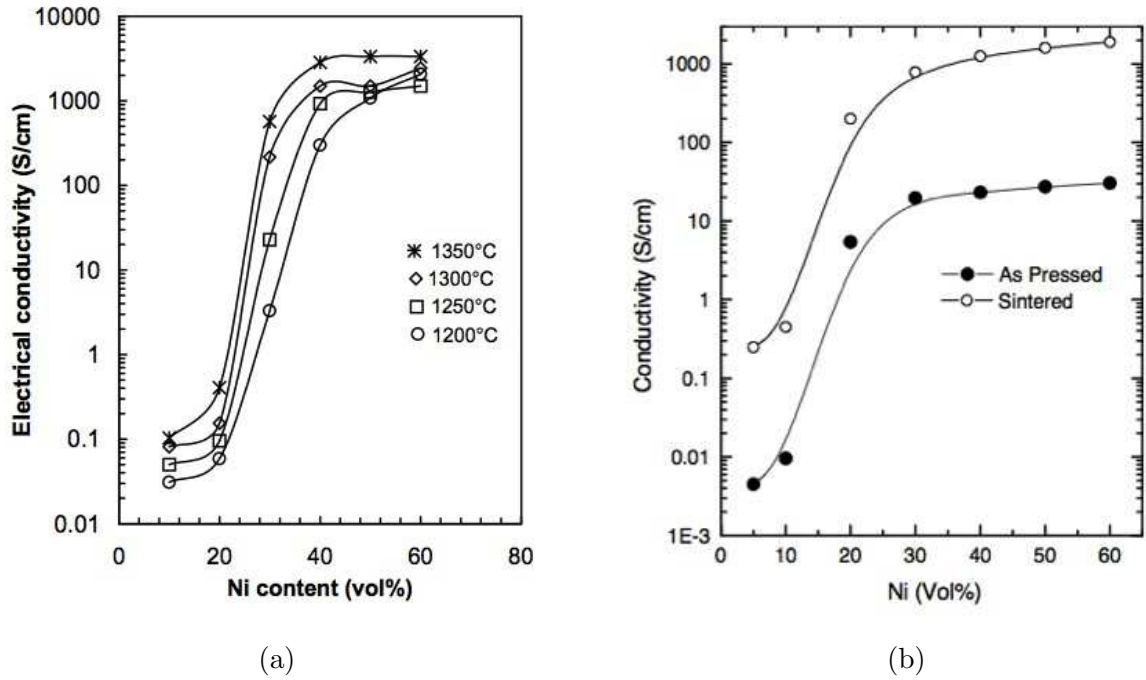 10000
1000
100
10
1
0.1
0.01
0
20
40
60
80
Electrical conductivity (S/cm)
Ni content (vol%)
1350°C
1300°C
1250°C
1200°C
(a)
1000
100
10
1
0.1
0.01
1E-3
0
10
20
30
40
50
60
Conductivity (S/cm)
Ni (Vol%)
As Pressed
Sintered
(b)